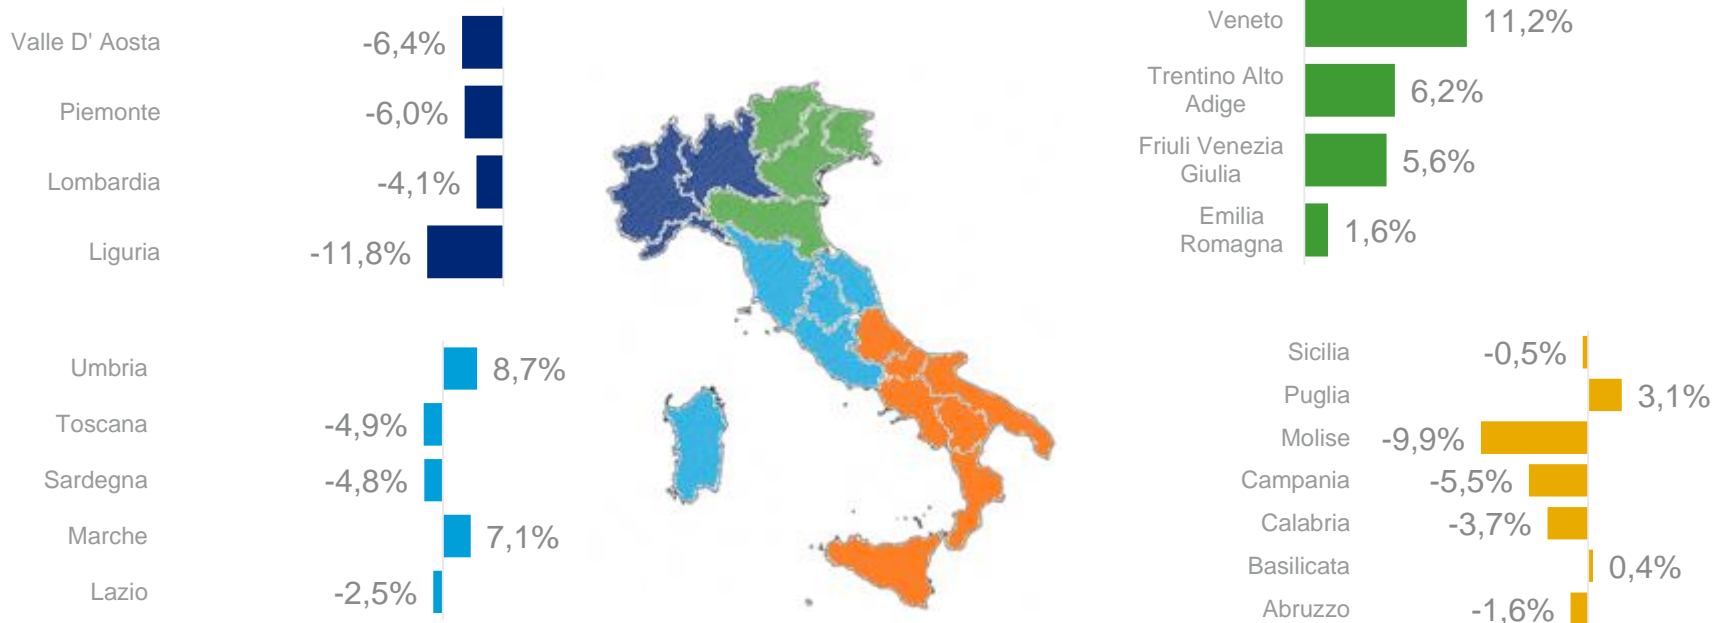 Valle D' Aosta -6,4%
Piemonte -6,0%
Lombardia -4,1%
Liguria -11,8%
Veneto 11,2%
Trentino Alto
Adige 6,2%
Friuli Venezia
Giulia 5,6%
Emilia
Romagna 1,6%
Umbria 8,7%
Toscana -4,9%
Sardegna -4,8%
Marche 7,1%
Lazio -2,5%
Sicilia -0,5%
Puglia 3,1%
Molise -9,9%
Campania -5,5%
Calabria -3,7%
Basilicata 0,4%
Abruzzo -1,6%